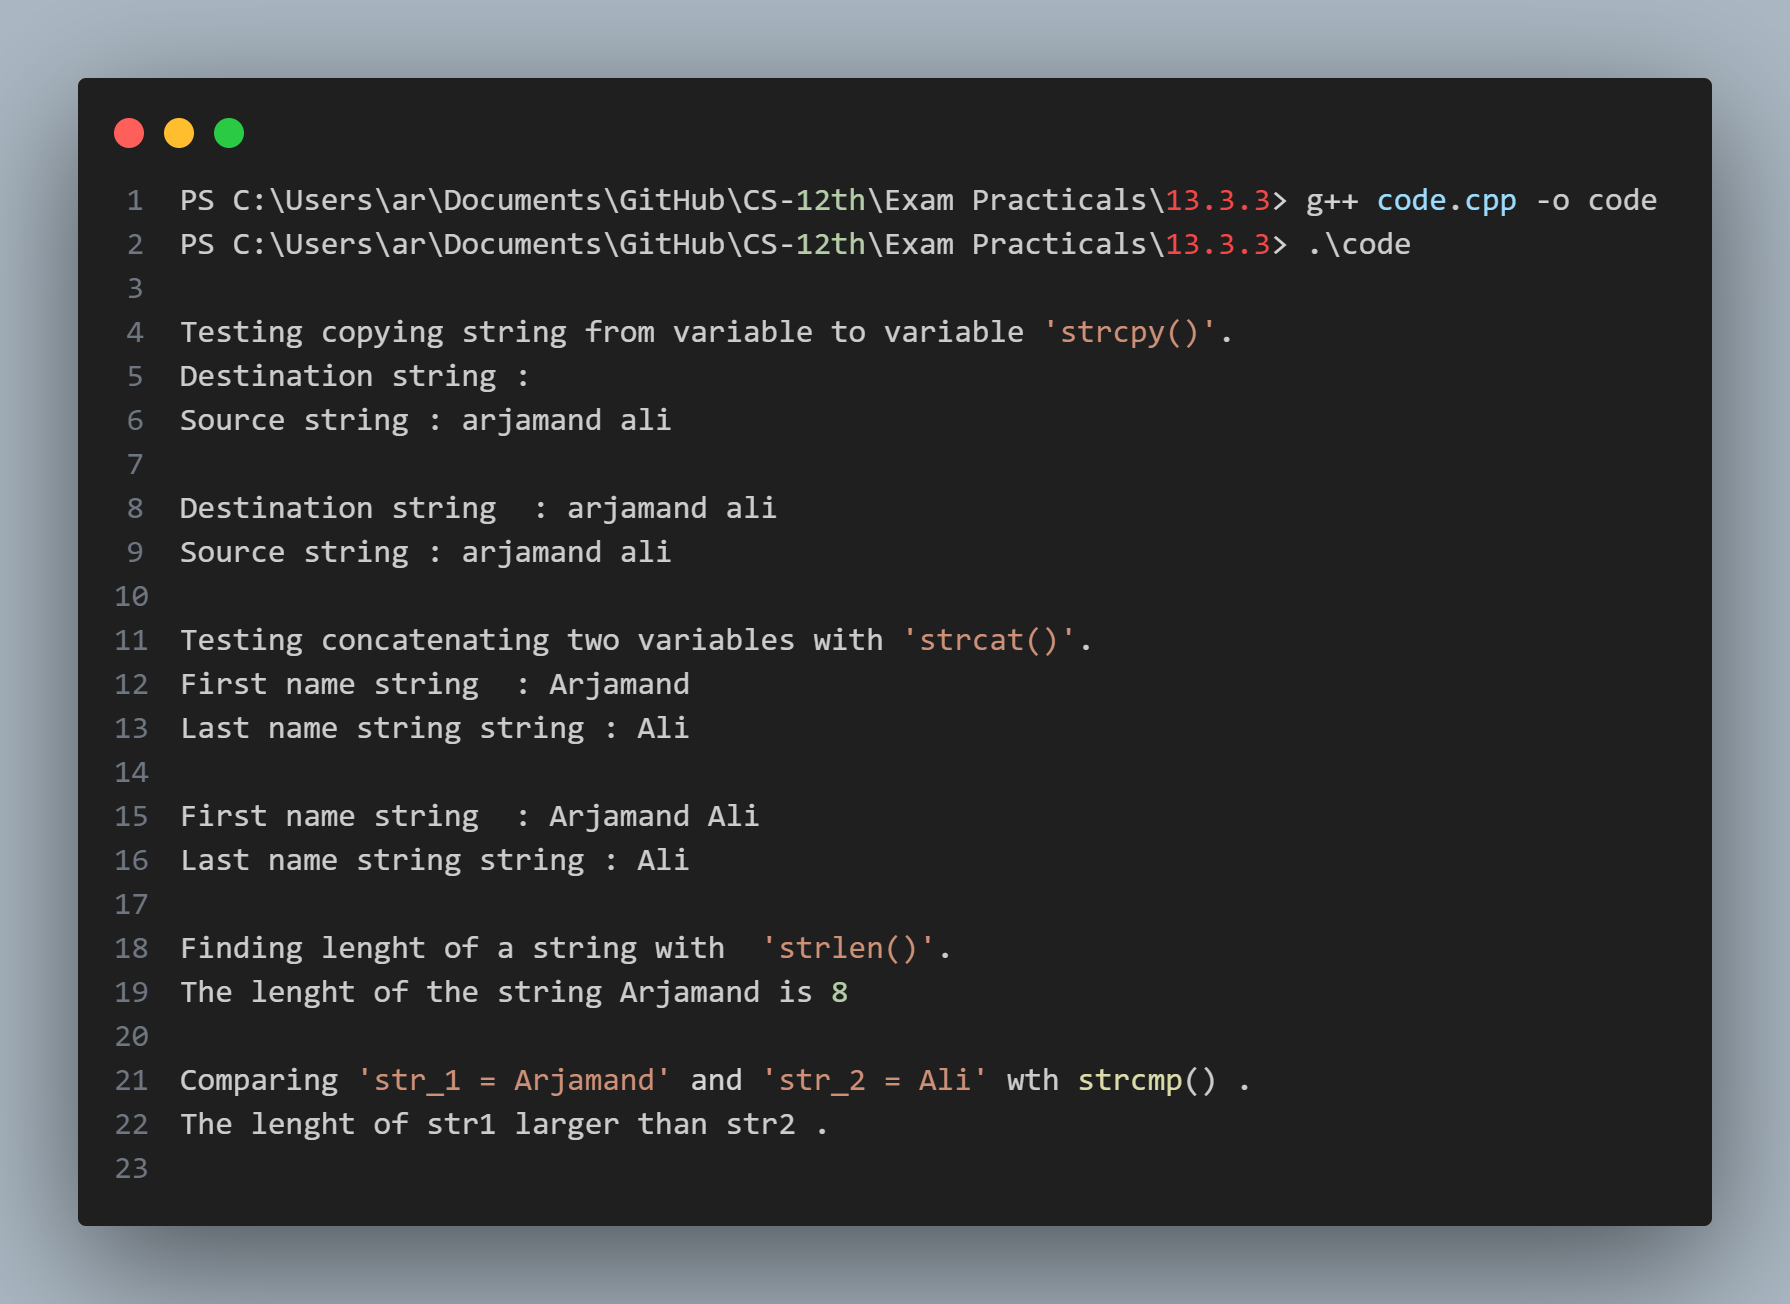 1 PS C:\Users\ar\Documents\GitHub\CS-12th\Exam Practicals\13.3.3> g++ code.cpp -o code
2 PS C:\Users\ar\Documents\GitHub\CS-12th\Exam Practicals\13.3.3> .\code
3
4 Testing copying string from variable to variable 'strcpy()'.
5 Destination string :
6 Source string : arjamand ali
7
8 Destination string  : arjamand ali
9 Source string : arjamand ali
10
11 Testing concatenating two variables with 'strcat()'.
12 First name string  : Arjamand
13 Last name string string : Ali
14
15 First name string  : Arjamand Ali
16 Last name string string : Ali
17
18 Finding lenght of a string with  'strlen()'.
19 The lenght of the string Arjamand is 8
20
21 Comparing 'str_1 = Arjamand' and 'str_2 = Ali' wth strcmp() .
22 The lenght of str1 larger than str2 .
23